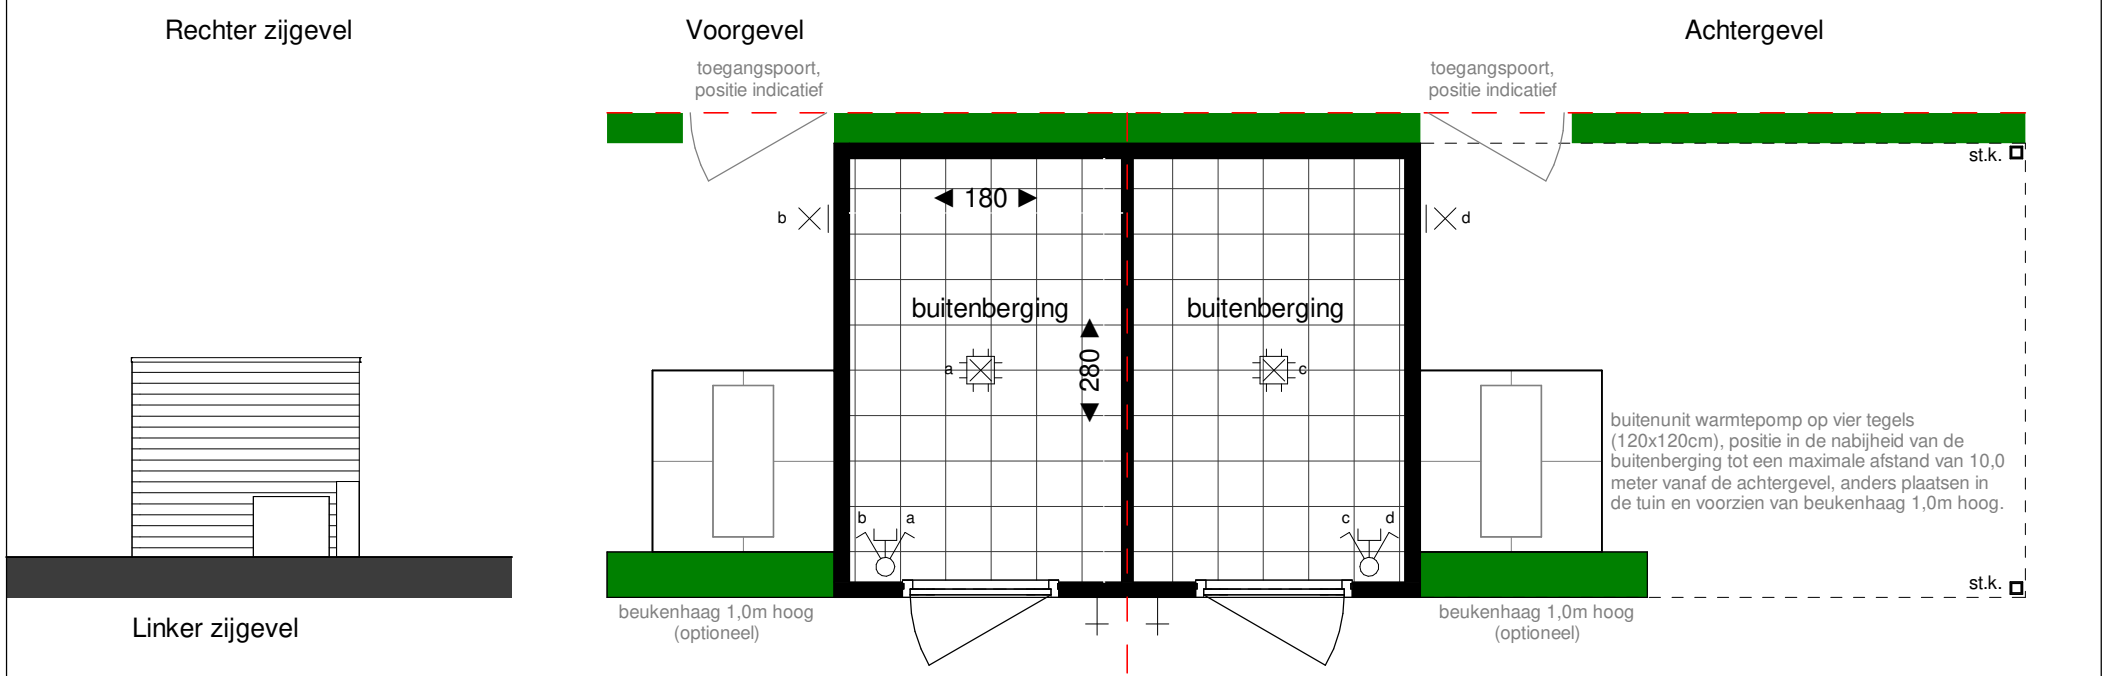 Rechter zijgevel
Voorgevel
Achtergevel
toegangspoort,
positie indicatief
toegangspoort,
positie indicatief
st.k.
180
b
d
buitenberging
buitenberging
280
a
c
buitenunit warmtepomp op vier tegels
(120x120cm), positie in de nabijheid van de
buitenberging tot een maximale afstand van 10,0
meter vanaf de achtergevel, anders plaatsen in
de tuin en voorzien van beukenhaag 1,0m hoog.
b a
c d
st.k.
beukenhaag 1,0m hoog
(optioneel)
beukenhaag 1,0m hoog
(optioneel)
Linker zijgevel